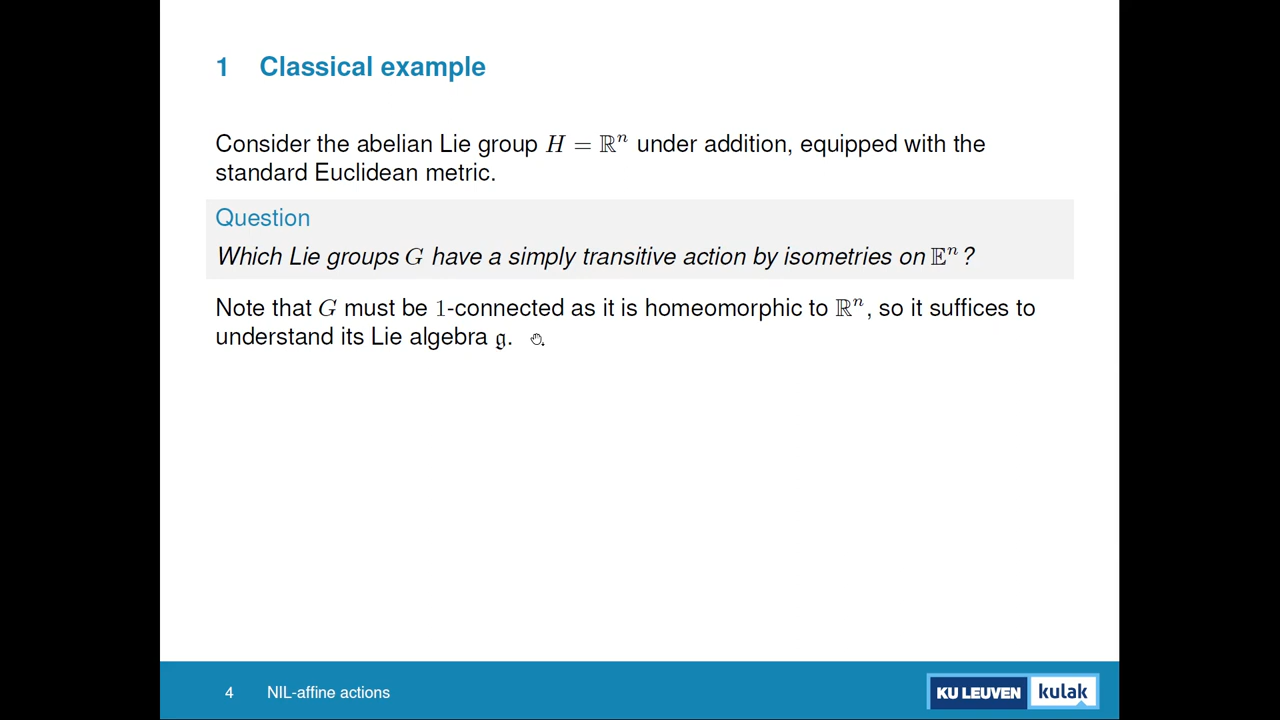 1 Classical example
Consider the abelian Lie group H = ℝⁿ under addition, equipped with the
standard Euclidean metric.
Question
Which Lie groups G have a simply transitive action by isometries on 𝔼ⁿ?
Note that G must be 1-connected as it is homeomorphic to ℝⁿ, so it suffices to
understand its Lie algebra 𝔤.
4 NIL-affine actions
KU LEUVEN kulak